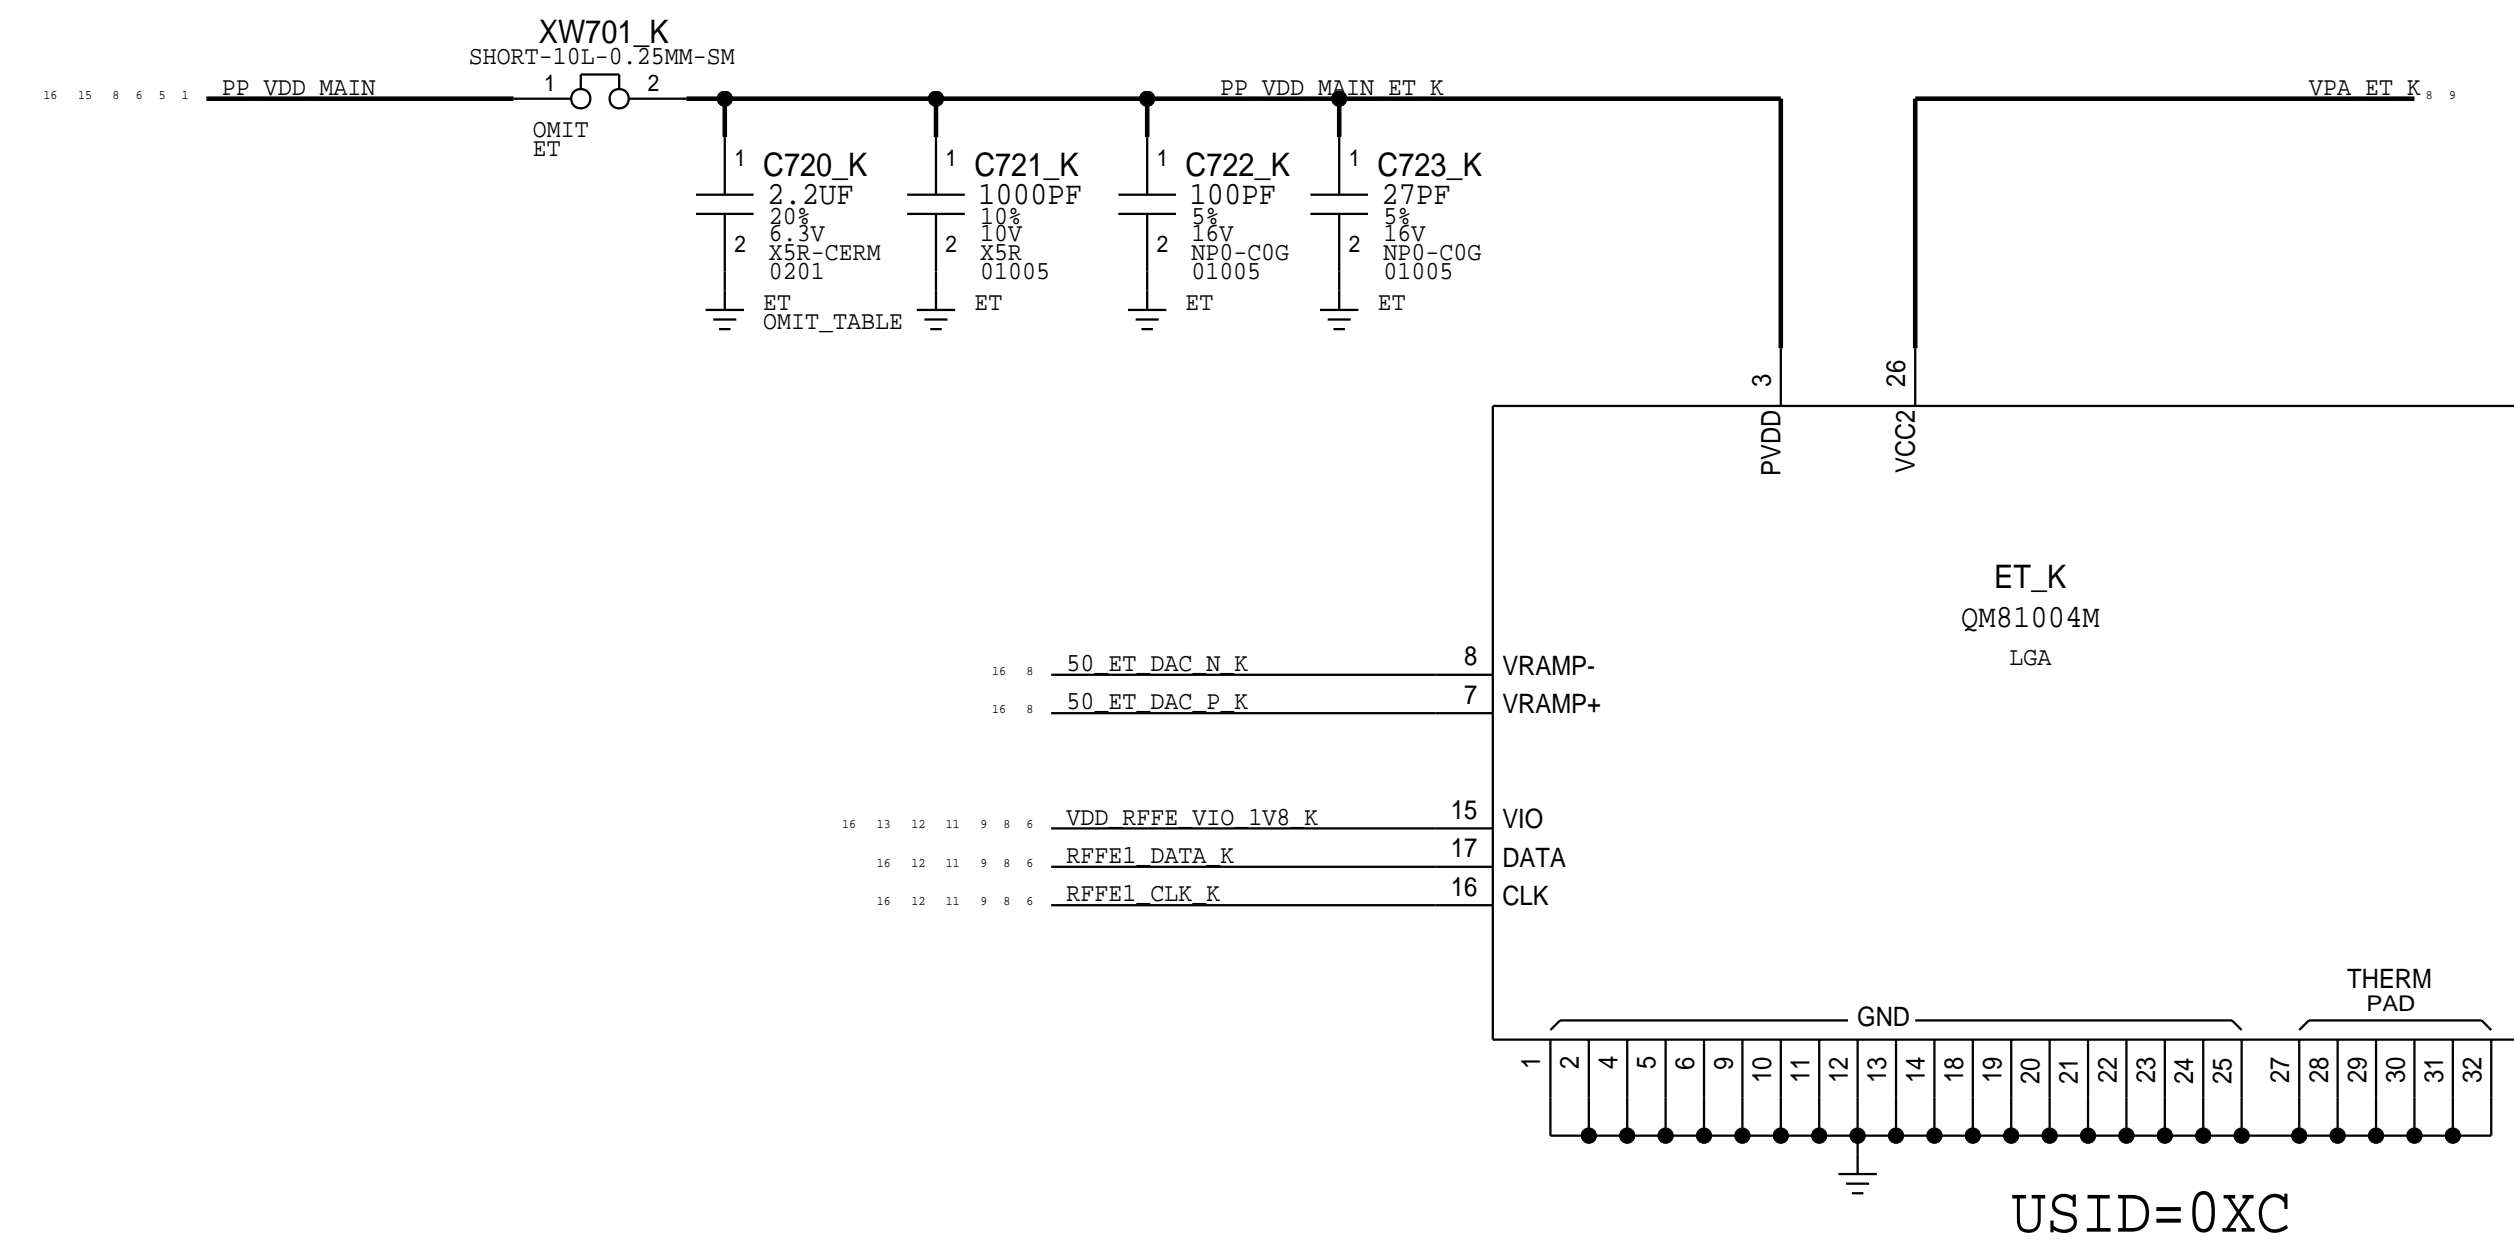 XW701_K
SHORT-10L-0.25MM-SM
16 15 8 6 5 1 PP_VDD_MAIN 1 2 PP_VDD_MAIN_ET_K VPA_ET_K 8 9
OMIT
ET
1 C720_K
2.2UF
20%
6.3V
2 X5R-CERM
0201
ET
OMIT_TABLE
1 C721_K
1000PF
10%
10V
2 X5R
01005
ET
1 C722_K
100PF
5%
16V
2 NP0-C0G
01005
ET
1 C723_K
27PF
5%
16V
2 NP0-C0G
01005
ET
3 26
PVDD VCC2
ET_K
QM81004M
LGA
16 8 50_ET_DAC_N_K 8 VRAMP-
16 8 50_ET_DAC_P_K 7 VRAMP+
16 13 12 11 9 8 6 VDD_RFFE_VIO_1V8_K 15 VIO
16 12 11 9 8 6 RFFE1_DATA_K 17 DATA
16 12 11 9 8 6 RFFE1_CLK_K 16 CLK
THERM
PAD
GND
1 2 4 5 6 9 10 11 12 13 14 18 19 20 21 22 23 24 25 27 28 29 30 31 32
USID=0XC